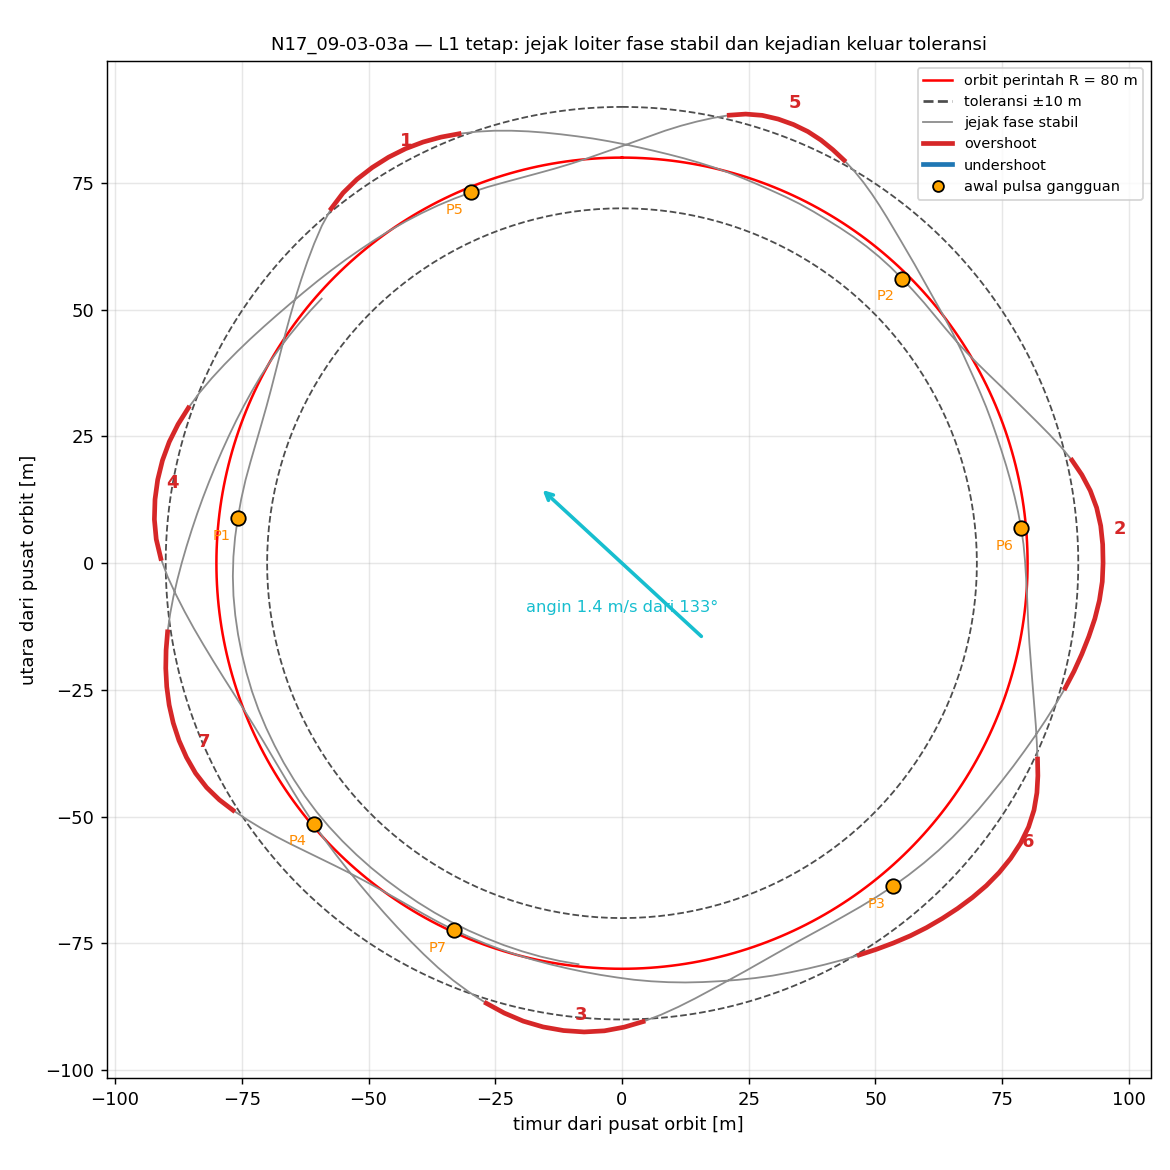 N17_09-03-03a — L1 tetap: jejak loiter fase stabil dan kejadian keluar toleransi
orbit perintah R = 80 m
toleransi ±10 m
jejak fase stabil
overshoot
undershoot
awal pulsa gangguan
5
1
P5
P2
4
2
P1
P6
angin 1.4 m/s dari 133°
7
P4
6
P3
P7
3
75
50
25
0
−25
−50
−75
−100
utara dari pusat orbit [m]
−100
−75
−50
−25
0
25
50
75
100
timur dari pusat orbit [m]